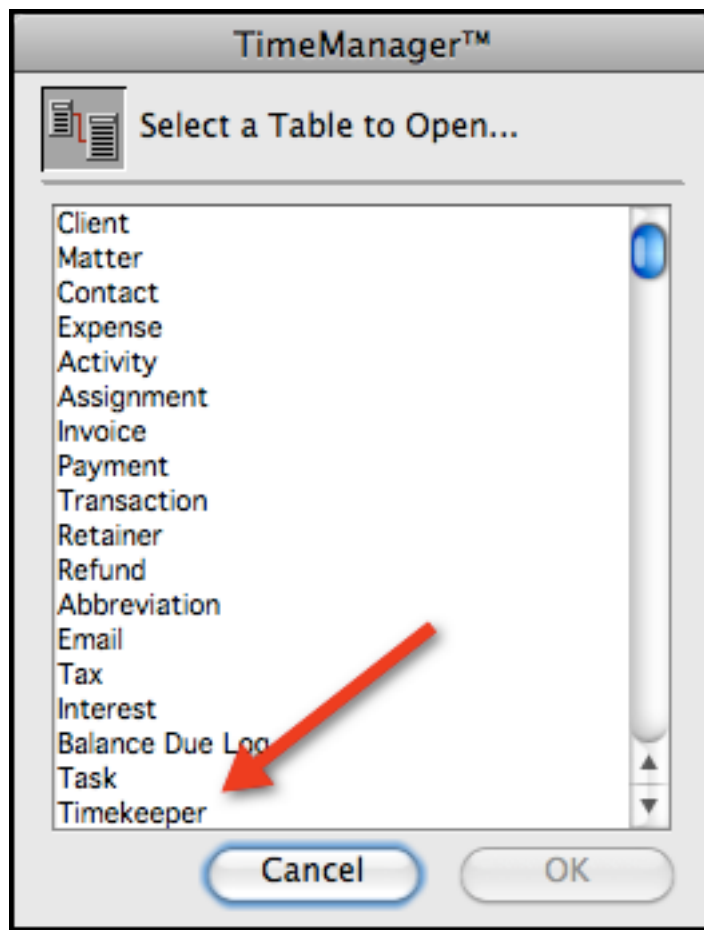 TimeManager™
Select a Table to Open...
Client
Matter
Contact
Expense
Activity
Assignment
Invoice
Payment
Transaction
Retainer
Refund
Abbreviation
Email
Tax
Interest
Balance Due Log
Task
Timekeeper
Cancel OK